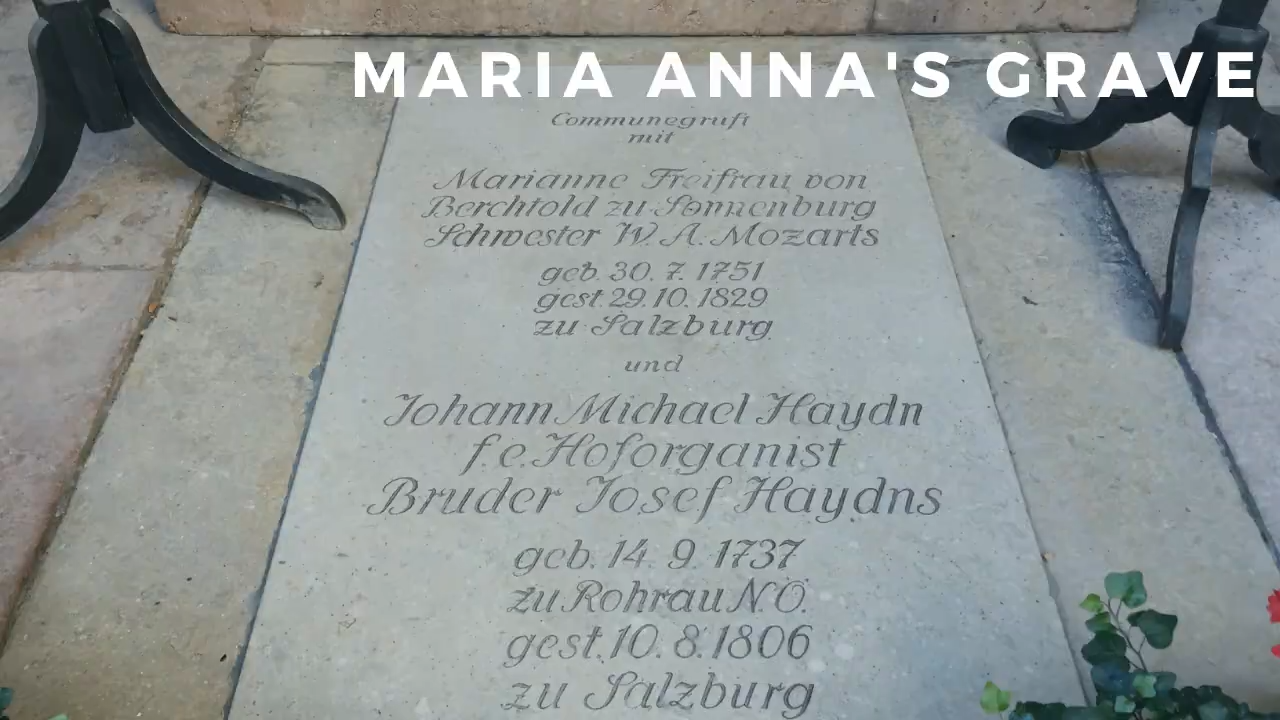 MARIA ANNA'S GRAVE
Communegruft
mit
Marianne Freifrau von
Berchtold zu Sonnenburg
Schwester W. A. Mozarts
geb. 30. 7. 1751
gest. 29. 10. 1829
zu Salzburg
und
Johann Michael Haydn
f. e. Hoforganist
Bruder Josef Haydns
geb. 14. 9. 1737
zu Rohrau N. Ö.
gest. 10. 8. 1806
zu Salzburg